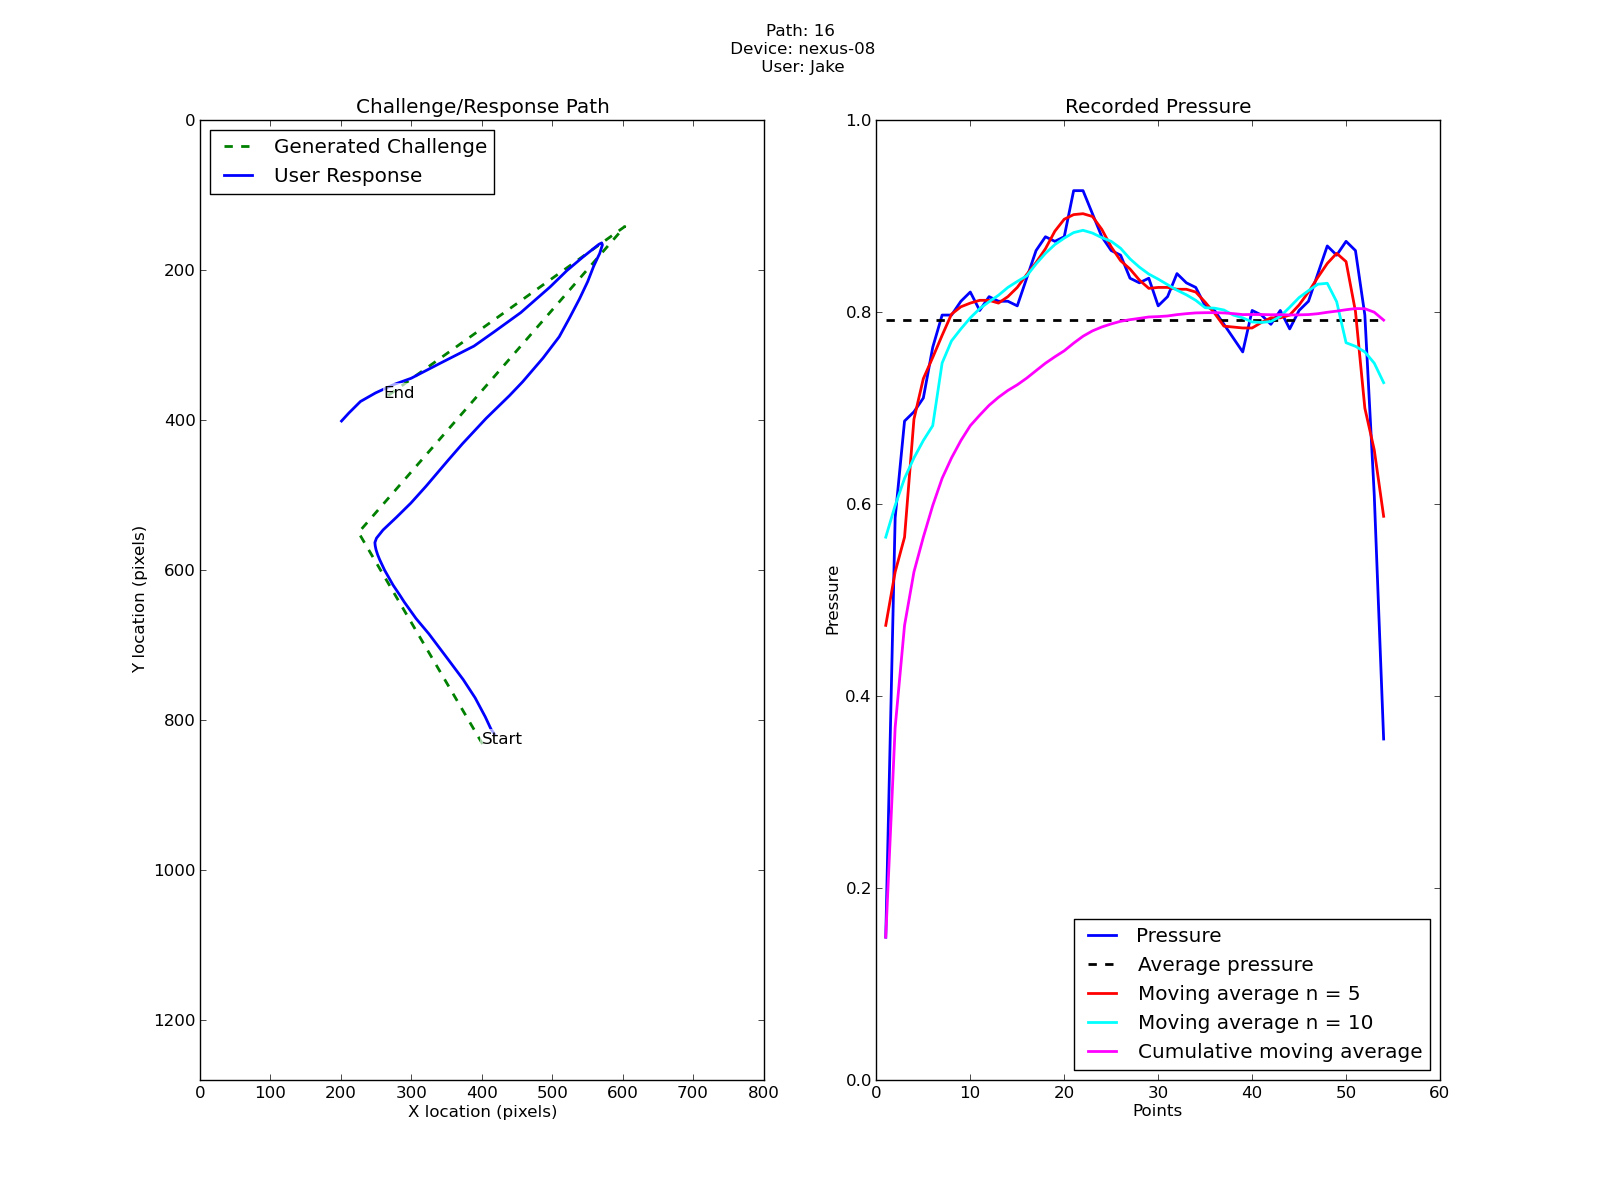 Path: 16
Device: nexus-08
User: Jake
Challenge/Response Path
Generated Challenge
User Response
0
200
400
600
800
1000
1200
Y location (pixels)
End
Start
0 100 200 300 400 500 600 700 800
X location (pixels)
Recorded Pressure
1.0
0.8
0.6
0.4
0.2
0.0
Pressure
Pressure
Average pressure
Moving average n = 5
Moving average n = 10
Cumulative moving average
0 10 20 30 40 50 60
Points